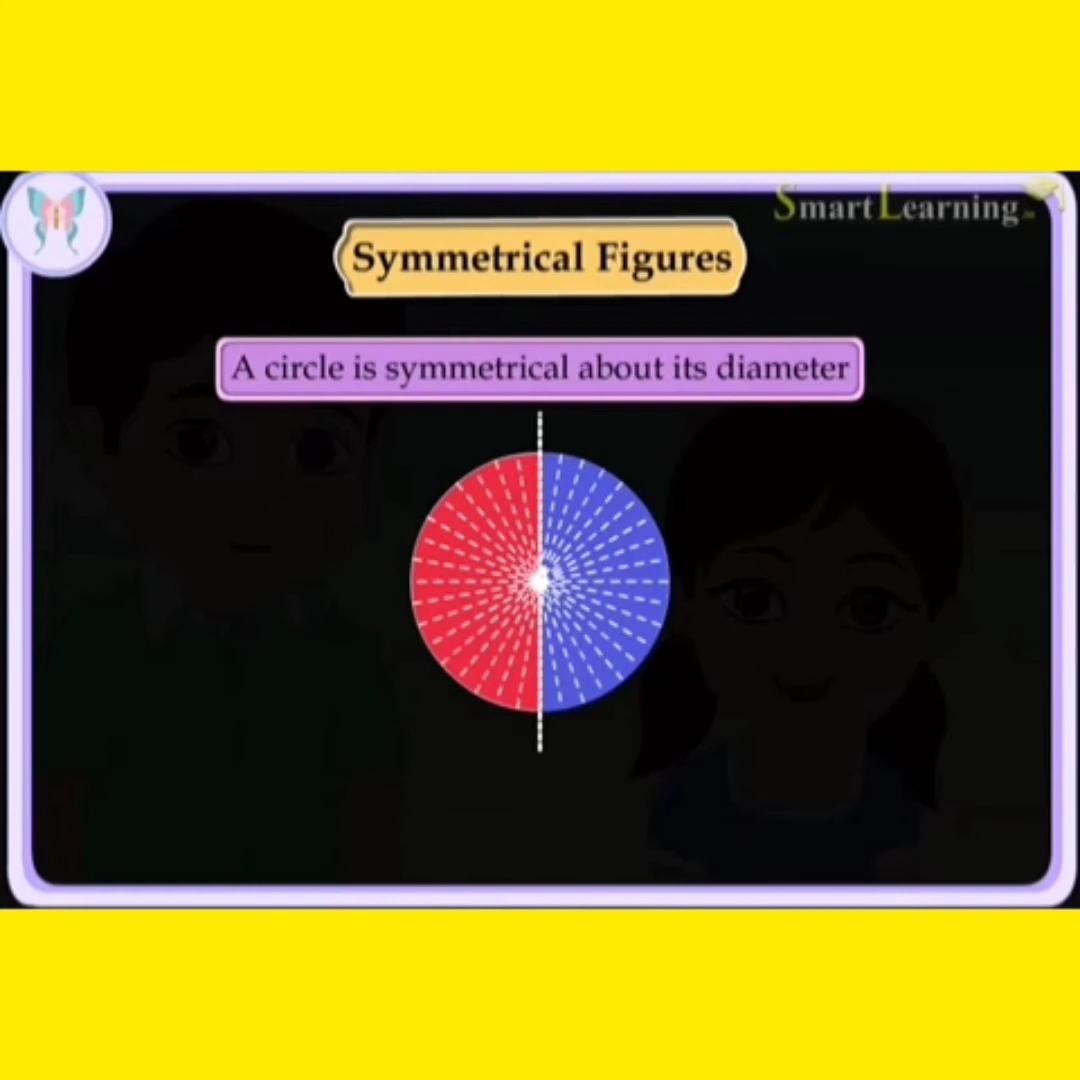 SmartLearning
Symmetrical Figures
A circle is symmetrical about its diameter